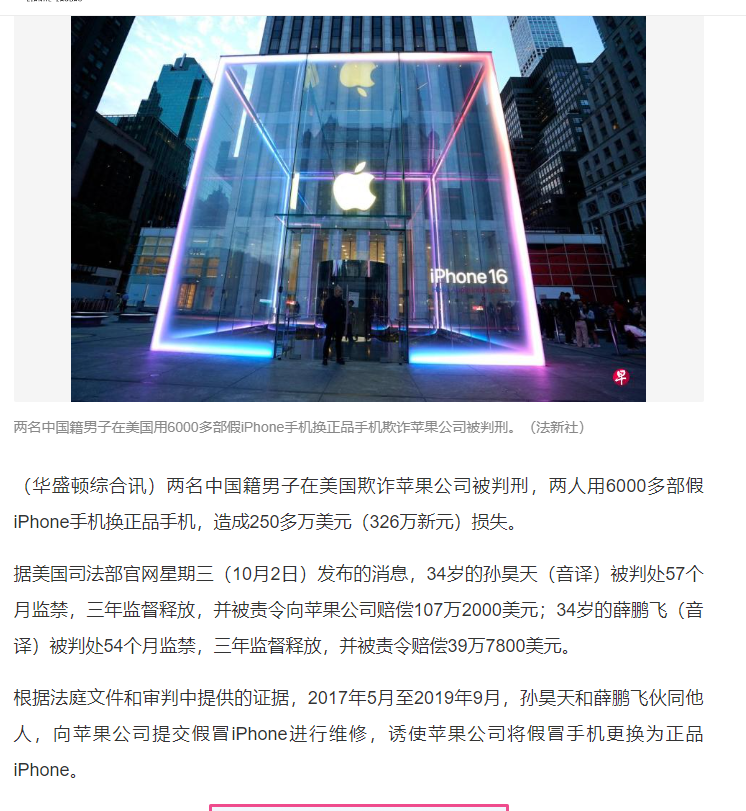 iPhone 16
早
两名中国籍男子在美国用6000多部假iPhone手机换正品手机欺诈苹果公司被判刑。（法新社）
（华盛顿综合讯）两名中国籍男子在美国欺诈苹果公司被判刑，两人用6000多部假
iPhone手机换正品手机，造成250多万美元（326万新元）损失。
据美国司法部官网星期三（10月2日）发布的消息，34岁的孙昊天（音译）被判处57个
月监禁，三年监督释放，并被责令向苹果公司赔偿107万2000美元；34岁的薛鹏飞（音
译）被判处54个月监禁，三年监督释放，并被责令赔偿39万7800美元。
根据法庭文件和审判中提供的证据，2017年5月至2019年9月，孙昊天和薛鹏飞伙同他
人，向苹果公司提交假冒iPhone进行维修，诱使苹果公司将假冒手机更换为正品
iPhone。